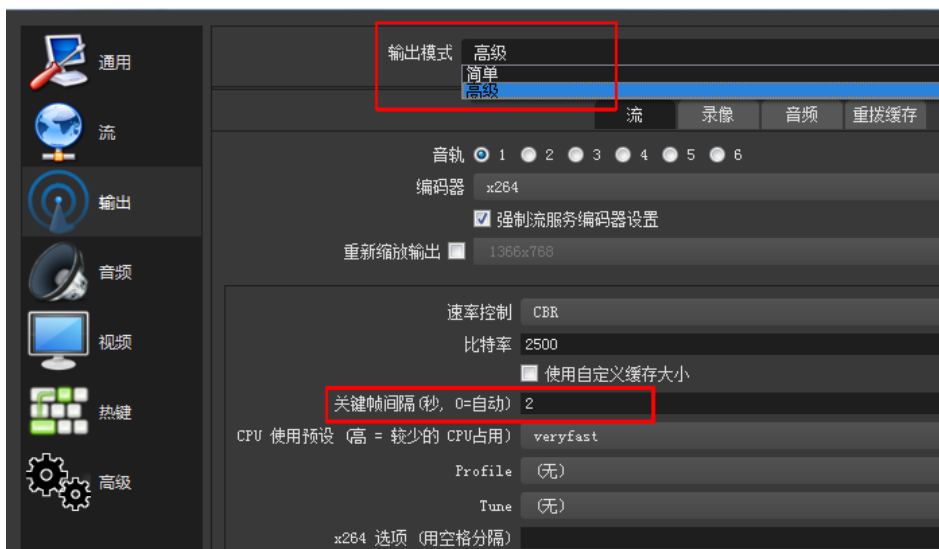 通用
流
输出
音频
视频
热键
高级
输出模式 高级
简单
高级
流 录像 音频 重拨缓存
音轨 1 2 3 4 5 6
编码器 x264
强制流服务编码器设置
重新缩放输出 1366x768
速率控制 CBR
比特率 2500
使用自定义缓存大小
关键帧间隔(秒, 0=自动) 2
CPU 使用预设 (高 = 较少的 CPU占用) veryfast
Profile (无)
Tune (无)
x264 选项 (用空格分隔)